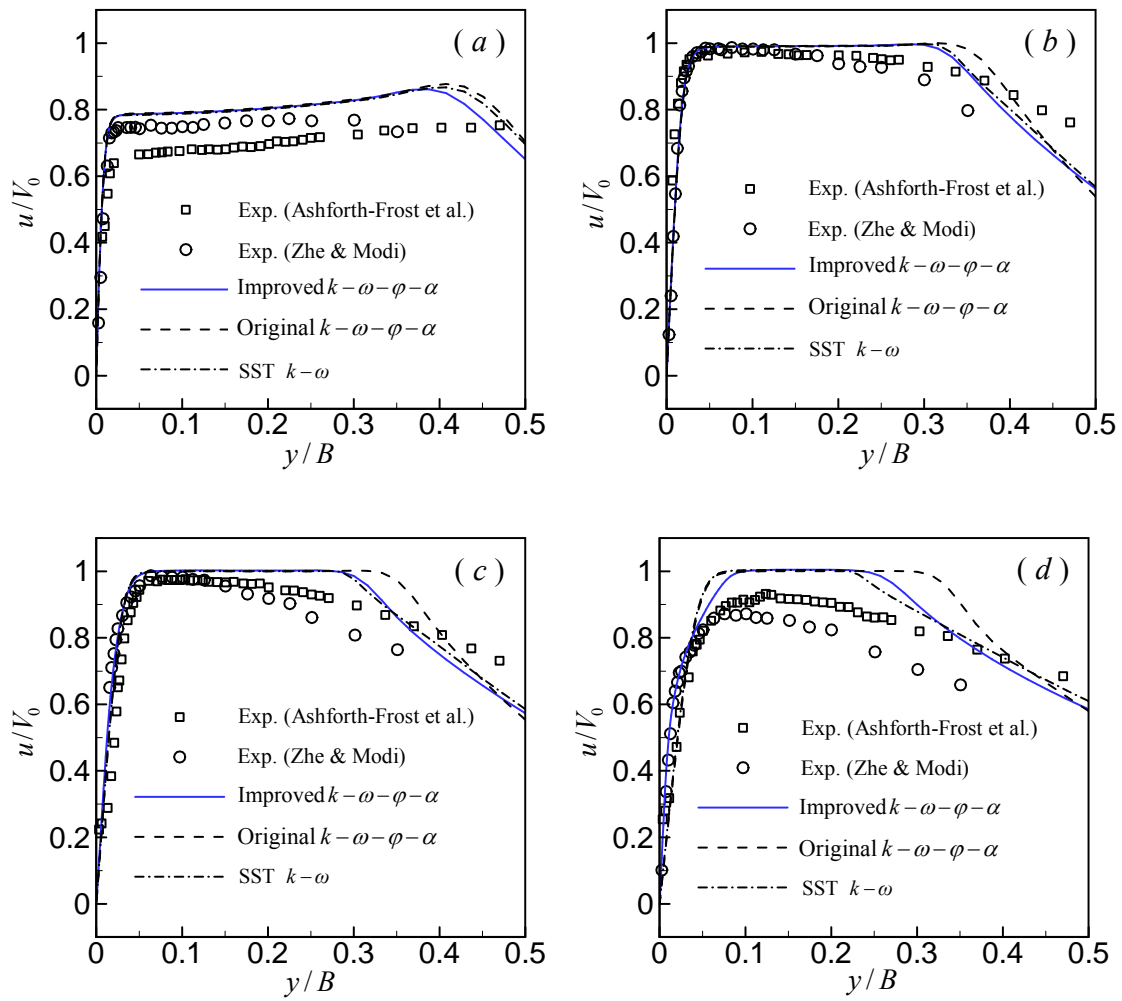 ( a )
1
0.8
0.6
0.4
0.2
0
u/V0
Exp. (Ashforth-Frost et al.)
Exp. (Zhe & Modi)
Improved k−ω−φ−α
Original k−ω−φ−α
SST k−ω
0 0.1 0.2 0.3 0.4 0.5
y/B
( b )
1
0.8
0.6
0.4
0.2
0
u/V0
Exp. (Ashforth-Frost et al.)
Exp. (Zhe & Modi)
Improved k−ω−φ−α
Original k−ω−φ−α
SST k−ω
0 0.1 0.2 0.3 0.4 0.5
y/B
( c )
1
0.8
0.6
0.4
0.2
0
u/V0
Exp. (Ashforth-Frost et al.)
Exp. (Zhe & Modi)
Improved k−ω−φ−α
Original k−ω−φ−α
SST k−ω
0 0.1 0.2 0.3 0.4 0.5
y/B
( d )
1
0.8
0.6
0.4
0.2
0
u/V0
Exp. (Ashforth-Frost et al.)
Exp. (Zhe & Modi)
Improved k−ω−φ−α
Original k−ω−φ−α
SST k−ω
0 0.1 0.2 0.3 0.4 0.5
y/B